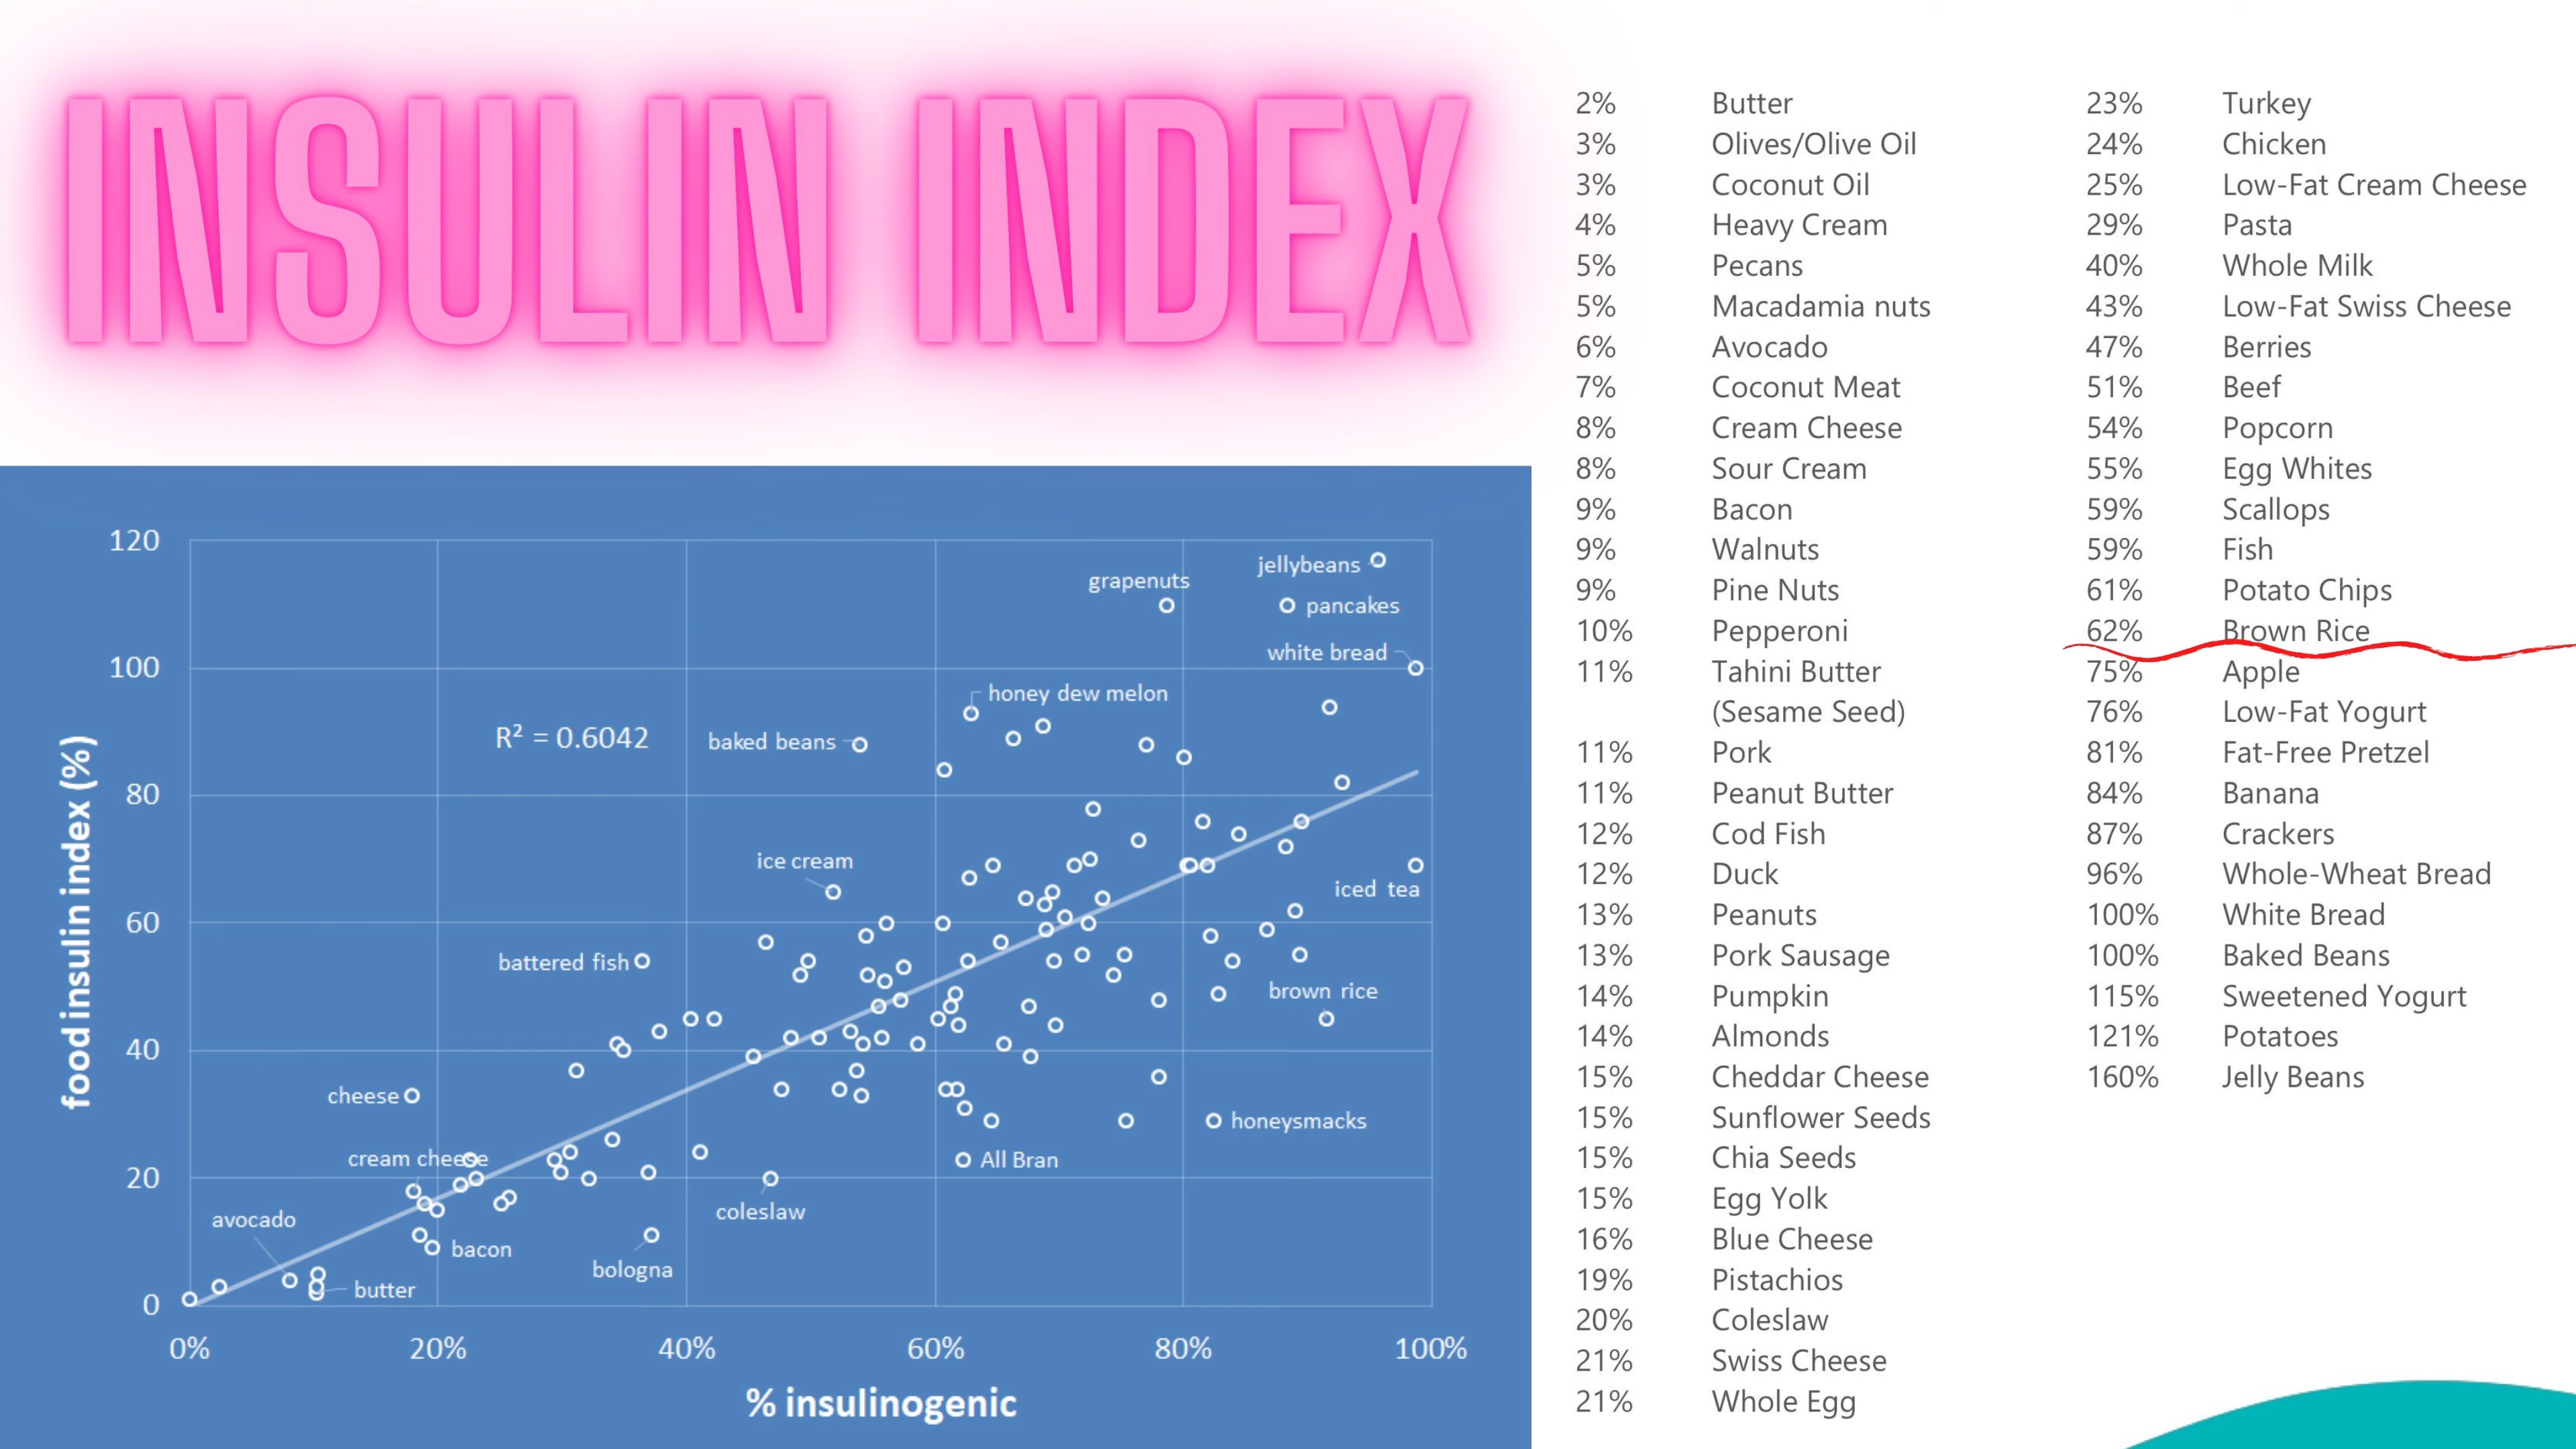 INSULIN INDEX
food insulin index (%)
120
100
80
60
40
20
0
R² = 0.6042
jellybeans
grapenuts
pancakes
white bread
honey dew melon
baked beans
ice cream
iced tea
battered fish
brown rice
cheese
honeysmacks
cream cheese
All Bran
coleslaw
avocado
bacon
bologna
butter
0% 20% 40% 60% 80% 100%
% insulinogenic
2% Butter
3% Olives/Olive Oil
3% Coconut Oil
4% Heavy Cream
5% Pecans
5% Macadamia nuts
6% Avocado
7% Coconut Meat
8% Cream Cheese
8% Sour Cream
9% Bacon
9% Walnuts
9% Pine Nuts
10% Pepperoni
11% Tahini Butter
(Sesame Seed)
11% Pork
11% Peanut Butter
12% Cod Fish
12% Duck
13% Peanuts
13% Pork Sausage
14% Pumpkin
14% Almonds
15% Cheddar Cheese
15% Sunflower Seeds
15% Chia Seeds
15% Egg Yolk
16% Blue Cheese
19% Pistachios
20% Coleslaw
21% Swiss Cheese
21% Whole Egg
23% Turkey
24% Chicken
25% Low-Fat Cream Cheese
29% Pasta
40% Whole Milk
43% Low-Fat Swiss Cheese
47% Berries
51% Beef
54% Popcorn
55% Egg Whites
59% Scallops
59% Fish
61% Potato Chips
62% Brown Rice
75% Apple
76% Low-Fat Yogurt
81% Fat-Free Pretzel
84% Banana
87% Crackers
96% Whole-Wheat Bread
100% White Bread
100% Baked Beans
115% Sweetened Yogurt
121% Potatoes
160% Jelly Beans